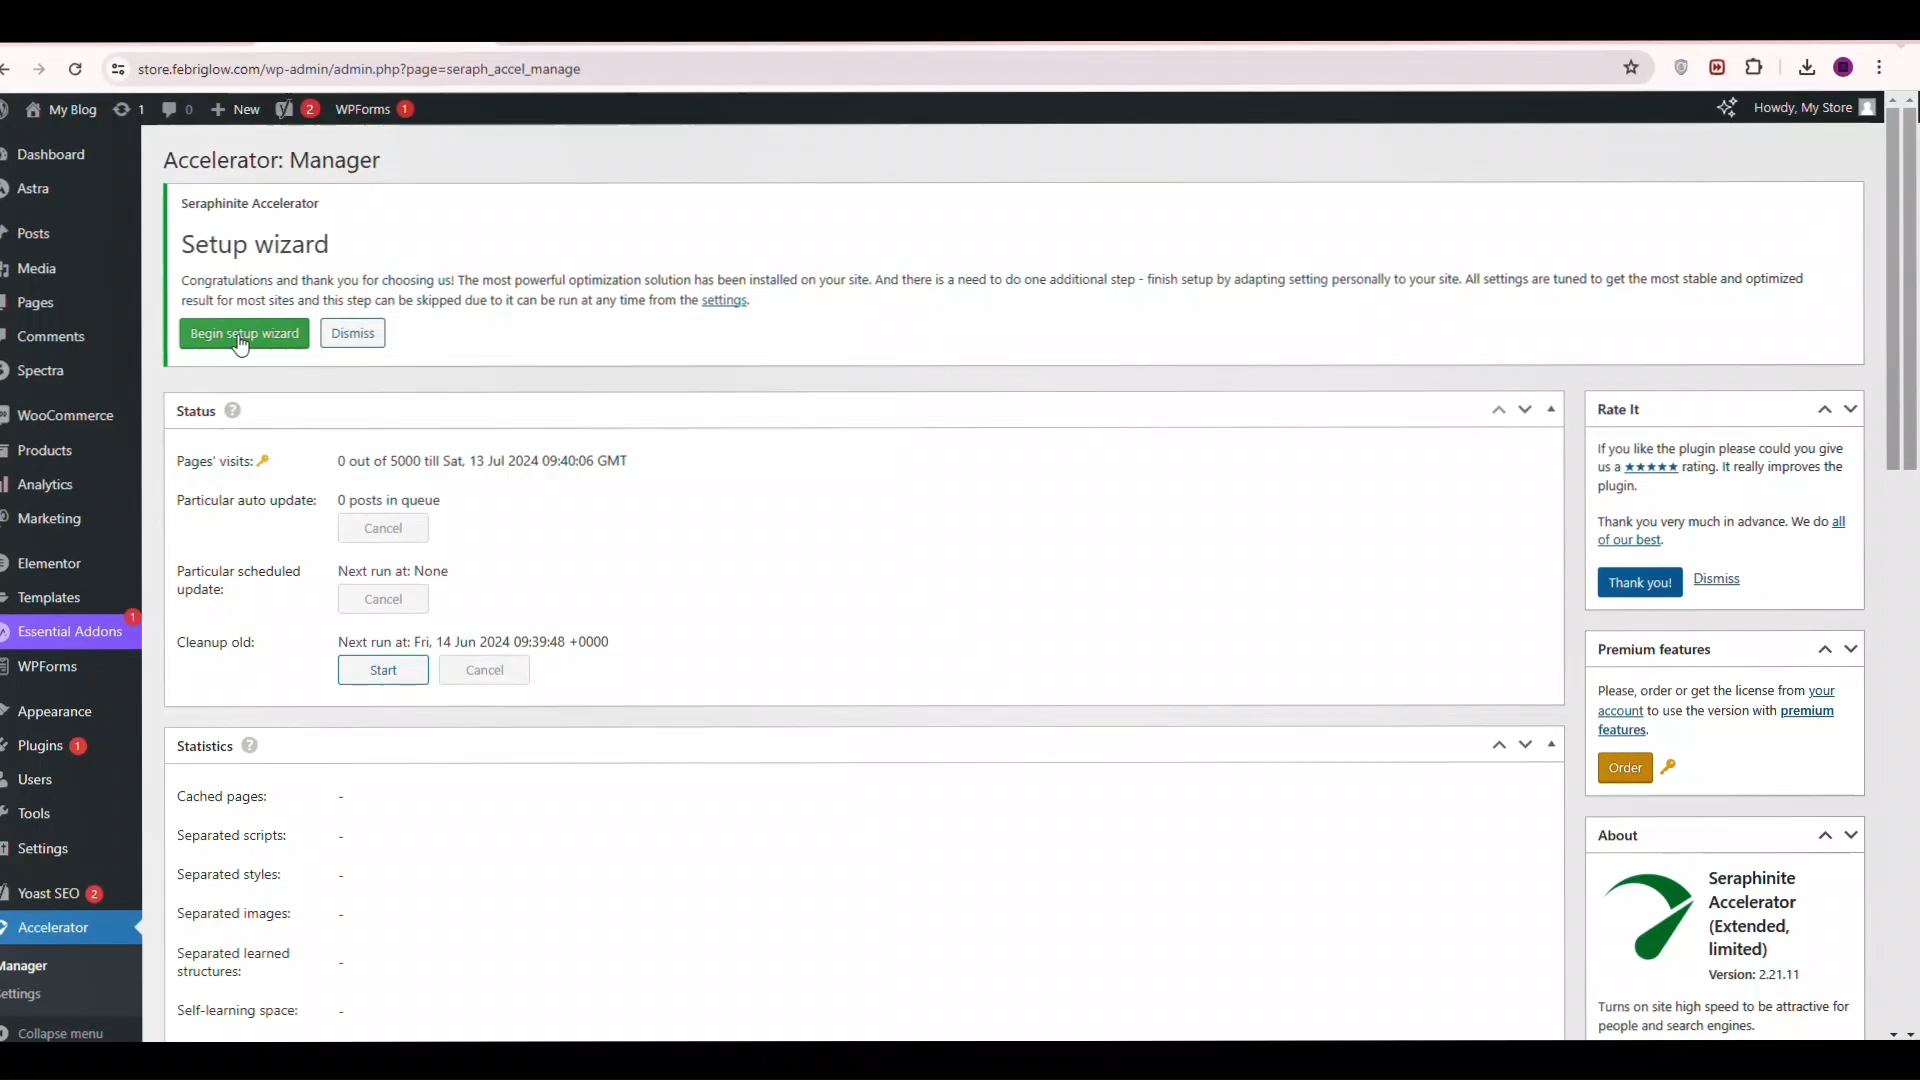 store.febriglow.com/wp-admin/admin.php?page=seraph_accel_manage
My Blog 1 0 New 2 WPForms 1 Howdy, My Store
Dashboard
Astra
Posts
Media
Pages
Comments
Spectra
WooCommerce
Products
Analytics
Marketing
Elementor
Templates
Essential Addons 1
WPForms
Appearance
Plugins 1
Users
Tools
Settings
Yoast SEO 2
Accelerator
Manager
ettings
Collapse menu
Accelerator: Manager
Seraphinite Accelerator
Setup wizard
Congratulations and thank you for choosing us! The most powerful optimization solution has been installed on your site. And there is a need to do one additional step - finish setup by adapting setting personally to your site. All settings are tuned to get the most stable and optimized
result for most sites and this step can be skipped due to it can be run at any time from the settings.
Begin setup wizard Dismiss
Status ?
Pages' visits: 0 out of 5000 till Sat, 13 Jul 2024 09:40:06 GMT
Particular auto update: 0 posts in queue
Cancel
Particular scheduled
update:
Next run at: None
Cancel
Cleanup old: Next run at: Fri, 14 Jun 2024 09:39:48 +0000
Start Cancel
Statistics ?
Cached pages: -
Separated scripts: -
Separated styles: -
Separated images: -
Separated learned
structures: -
Self-learning space: -
Rate It
If you like the plugin please could you give
us a ★★★★★ rating. It really improves the
plugin.
Thank you very much in advance. We do all
of our best.
Thank you! Dismiss
Premium features
Please, order or get the license from your
account to use the version with premium
features.
Order
About
Seraphinite
Accelerator
(Extended,
limited)
Version: 2.21.11
Turns on site high speed to be attractive for
people and search engines.